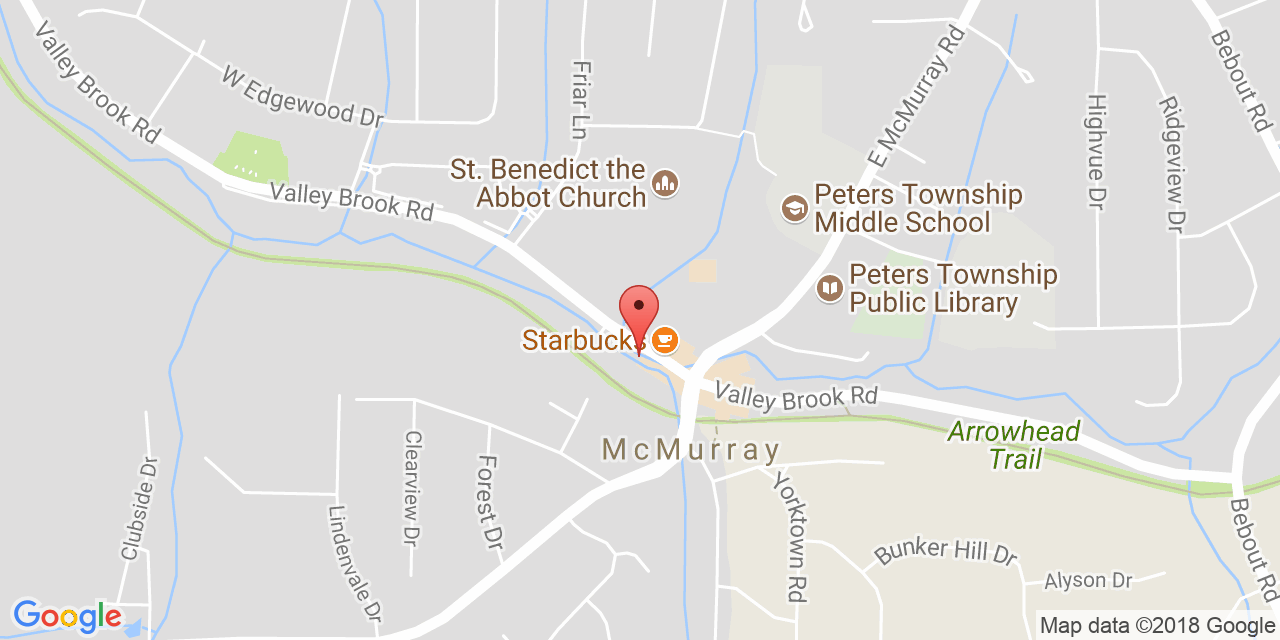 Valley Brook Rd
W Edgewood Dr
Friar Ln
E McMurray Rd
Bebout Rd
Highvue Dr
Ridgeview Dr
St. Benedict the
Abbot Church
Valley Brook Rd
Peters Township
Middle School
Peters Township
Public Library
Starbucks
Valley Brook Rd
Arrowhead
Trail
McMurray
Clubside Dr
Clearview Dr
Forest Dr
Lindenvale Dr
Yorktown Rd
Bunker Hill Dr
Alyson Dr
Bebout Rd
Google
Map data ©2018 Google